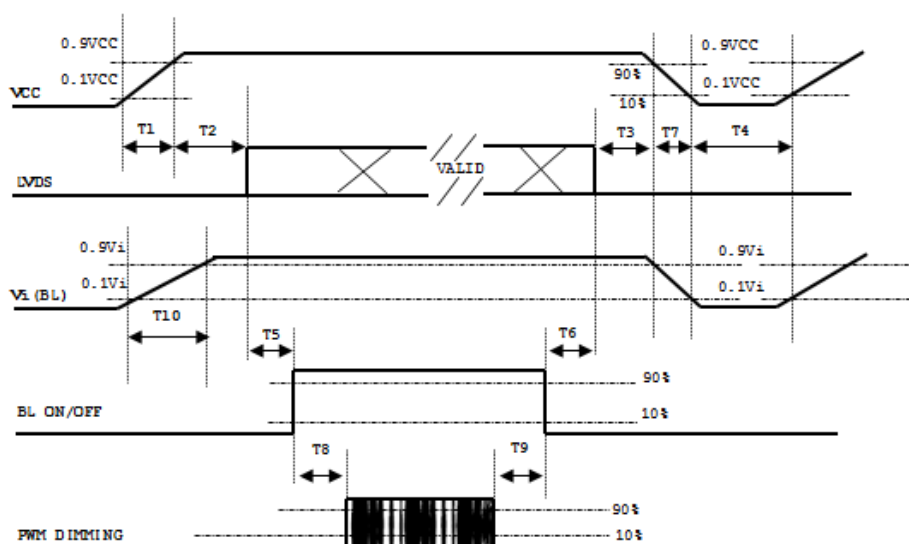 0.9VCC 0.9VCC
90%
0.1VCC 0.1VCC
VCC 10%
T1 T2 T3 T7 T4
VALID
LVDS
0.9Vi 0.9Vi
0.1Vi 0.1Vi
Vi(BL)
T10
T5 T6
90%
BL ON/OFF 10%
T8 T9
90%
PWM DIMMING 10%